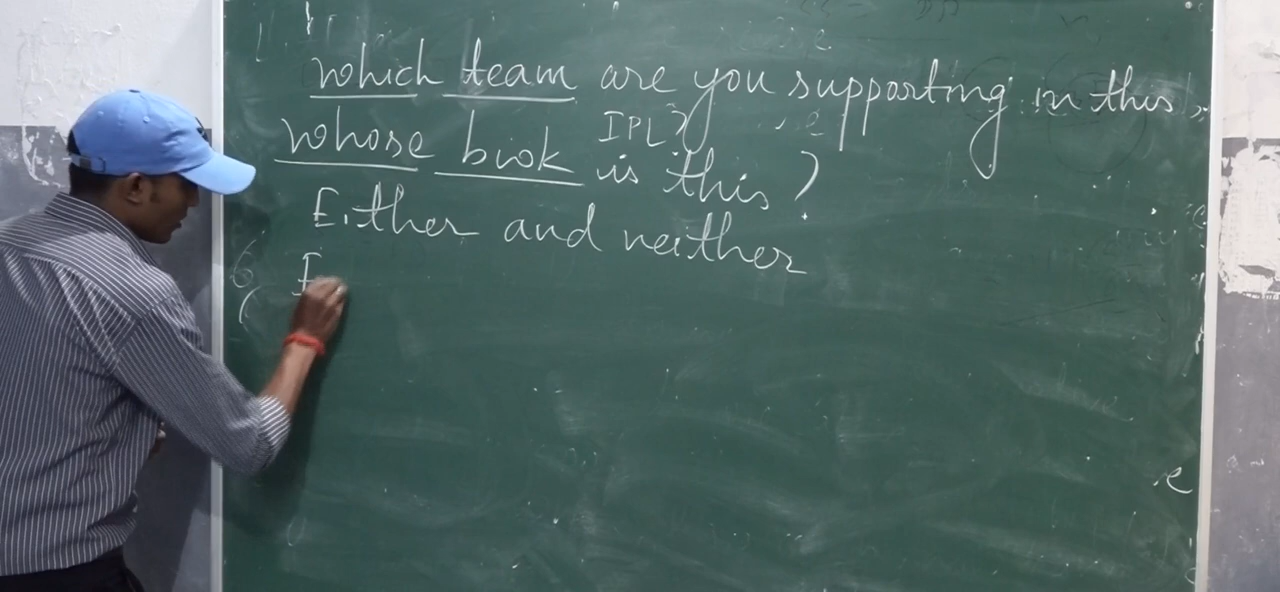 which team are you supporting in this
IPL?
whose book is this?
Either and neither
E